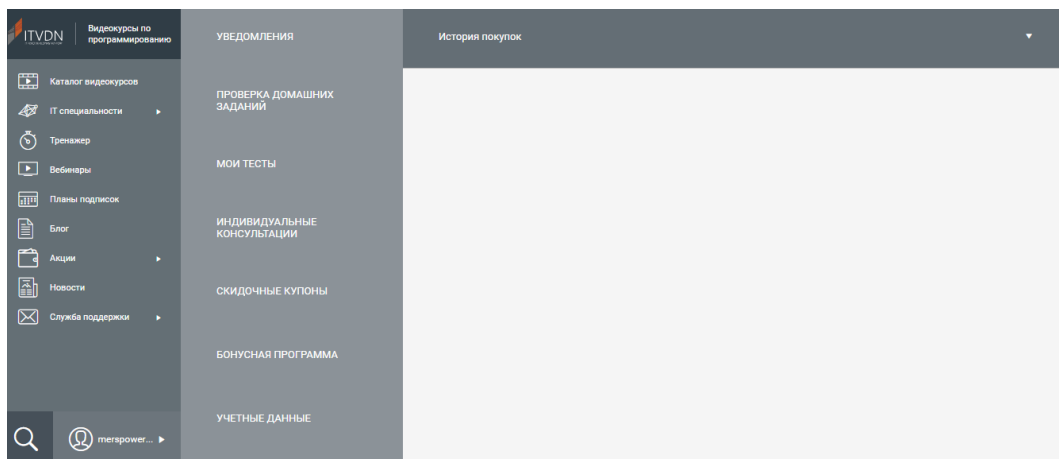 ITVDN
Видеокурсы по
программированию
Каталог видеокурсов
IT специальности
Тренажер
Вебинары
Планы подписок
Блог
Акции
Новости
Служба поддержки
merspower...
УВЕДОМЛЕНИЯ
ПРОВЕРКА ДОМАШНИХ
ЗАДАНИЙ
МОИ ТЕСТЫ
ИНДИВИДУАЛЬНЫЕ
КОНСУЛЬТАЦИИ
СКИДОЧНЫЕ КУПОНЫ
БОНУСНАЯ ПРОГРАММА
УЧЕТНЫЕ ДАННЫЕ
История покупок